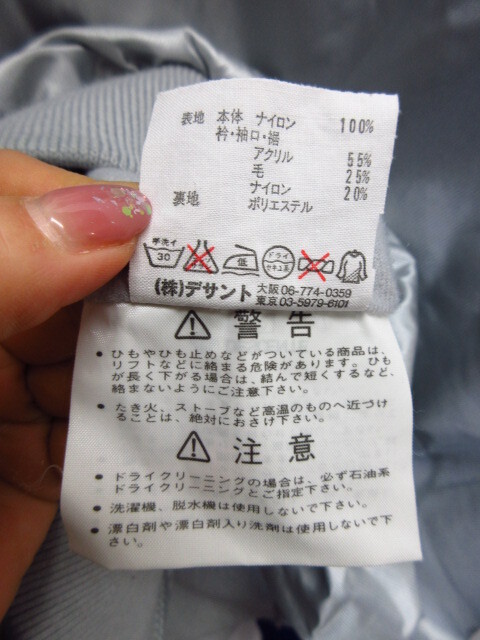 表地 本体 ナイロン 100%
衿・袖口・裾
アクリル 55%
毛 25%
ナイロン 20%
裏地 ポリエステル
手洗イ 30 低 ドライ セキユ系
(株)デサント 大阪 06-774-0359
東京 03-5979-6101
警告
• ひもやひも止めなどがついている商品は、
リフトなどに絡まる危険があります。ひも
が長く下がる場合は、結んで短くするなど、
絡まないようにご注意下さい。
• たき火、ストーブなど高温のものへ近づけ
ることは、絶対におさけ下さい。
注意
• ドライクリーニングの場合は、必ず石油系
ドライクリーニングとご指定下さい。
• 洗濯機、脱水機は使用しないで下さい。
• 漂白剤や漂白剤入り洗剤は使用しないで下
さい。